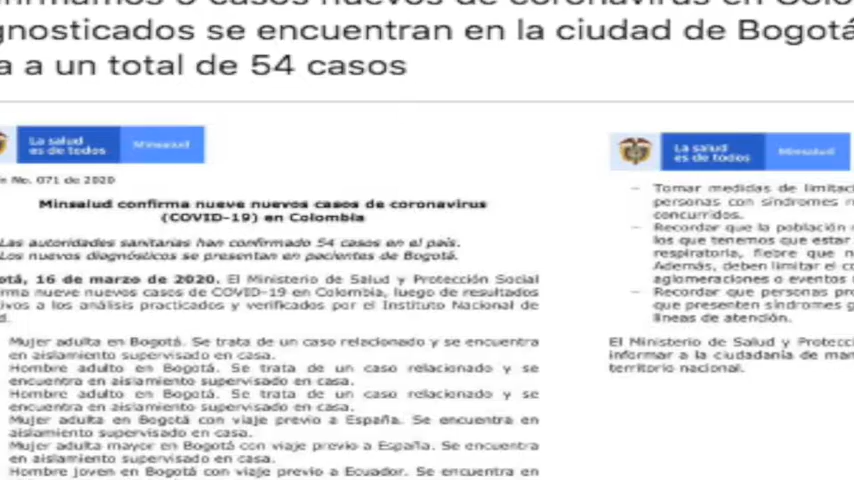 nfirmamos 6 casos nuevos de coronavirus en Colo
gnosticados se encuentran en la ciudad de Bogotá
a a un total de 54 casos
La salud
es de todos
Minsalud
No. 071 de 2020
Minsalud confirma nueve nuevos casos de coronavirus
(COVID-19) en Colombia
Las autoridades sanitarias han confirmado 54 casos en el país.
Los nuevos diagnósticos se presentan en pacientes de Bogotá.
otá, 16 de marzo de 2020. El Ministerio de Salud y Protección Social
rma nueve nuevos casos de COVID-19 en Colombia, luego de resultados
ivos a los análisis practicados y verificados por el Instituto Nacional de
d.
Mujer adulta en Bogotá. Se trata de un caso relacionado y se encuentra
en aislamiento supervisado en casa.
Hombre adulto en Bogotá. Se trata de un caso relacionado y se
encuentra en aislamiento supervisado en casa.
Hombre adulto en Bogotá. Se trata de un caso relacionado y se
encuentra en aislamiento supervisado en casa.
Mujer adulta en Bogotá con viaje previo a España. Se encuentra en
aislamiento supervisado en casa.
Mujer adulta mayor en Bogotá con viaje previo a España. Se encuentra
en aislamiento supervisado en casa.
Hombre joven en Bogotá con viaje previo a Ecuador. Se encuentra en
La salud
es de todos
Minsalud
– Tomar medidas de limitaci
personas con síndromes r
concurridos.
– Recordar que la población
los que tenemos que estar
respiratoria, fiebre que n
Además, deben limitar el co
aglomeraciones o eventos
– Recordar que personas pr
que presenten síndromes g
líneas de atención.
El Ministerio de Salud y Protecci
informar a la ciudadanía de man
territorio nacional.